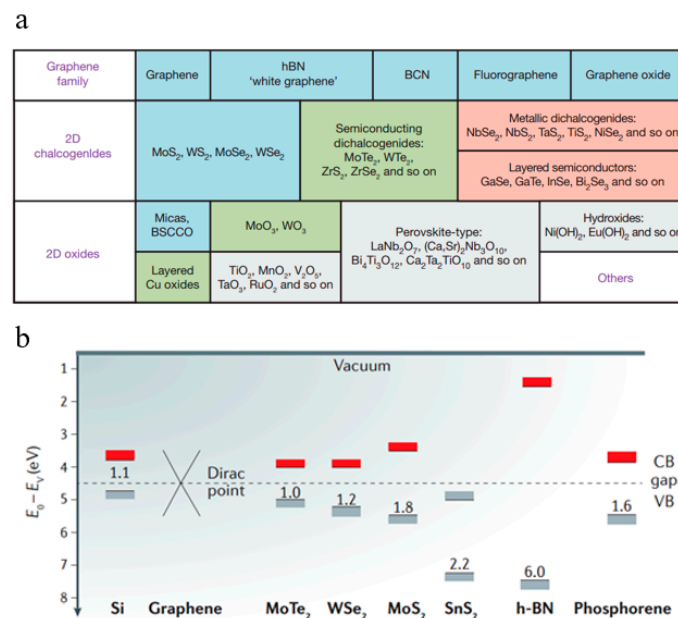 a
Graphene family
Graphene
hBN 'white graphene'
BCN
Fluorographene
Graphene oxide
2D chalcogenldes
MoS₂, WS₂, MoSe₂, WSe₂
Semiconducting dichalcogenides:
MoTe₂, WTe₂,
ZrS₂, ZrSe₂ and so on
Metallic dichalcogenides:
NbSe₂, NbS₂, TaS₂, TiS₂, NiSe₂ and so on
Layered semiconductors:
GaSe, GaTe, InSe, Bi₂Se₃ and so on
2D oxides
Micas,
BSCCO
MoO₃, WO₃
Perovskite-type:
LaNb₂O₇, (Ca,Sr)₂Nb₃O₁₀,
Bi₄Ti₃O₁₂, Ca₂Ta₂TiO₁₀ and so on
Hydroxides:
Ni(OH)₂, Eu(OH)₂ and so on
Layered
Cu oxides
TiO₂, MnO₂, V₂O₅,
TaO₃, RuO₂ and so on
Others
b
Vacuum
E₀ – Eᵥ (eV)
1
2
3
4
5
6
7
8
1.1
Dirac
point
1.0
1.2
1.8
2.2
6.0
1.6
CB
gap
VB
Si Graphene MoTe₂ WSe₂ MoS₂ SnS₂ h-BN Phosphorene